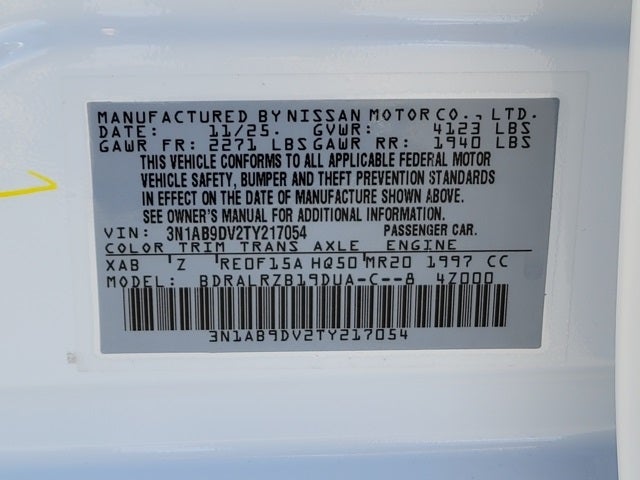 MANUFACTURED BY NISSAN MOTOR CO., LTD.
DATE: 11/25. GVWR: 4123 LBS
GAWR FR: 2271 LBS GAWR RR: 1940 LBS
THIS VEHICLE CONFORMS TO ALL APPLICABLE FEDERAL MOTOR
VEHICLE SAFETY, BUMPER AND THEFT PREVENTION STANDARDS
IN EFFECT ON THE DATE OF MANUFACTURE SHOWN ABOVE.
SEE OWNER'S MANUAL FOR ADDITIONAL INFORMATION
VIN: 3N1AB9DV2TY217054 PASSENGER CAR.
COLOR TRIM TRANS AXLE ENGINE
XAB Z RE0F15A HQ50 MR20 1997 CC
MODEL: BDRALRZB19DUA-C--8 4Z000
3N1AB9DV2TY217054